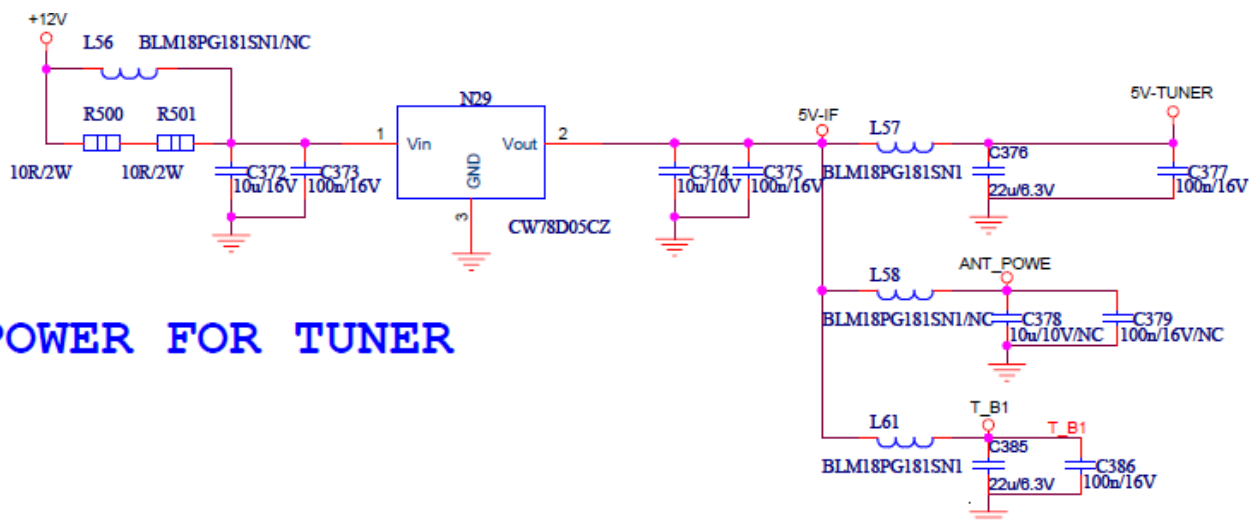 +12V
L56 BLM18PG181SN1/NC
R500 R501
10R/2W 10R/2W
C372
10u/16V
C373
100n/16V
N29
1 Vin Vout 2
GND
3
CW78D05CZ
C374
10u/10V
C375
100n/16V
5V-IF
L57
BLM18PG181SN1
C376
22u/6.3V
5V-TUNER
C377
100n/16V
L58
BLM18PG181SN1/NC
ANT_POWE
C378
10u/10V/NC
C379
100n/16V/NC
L61
BLM18PG181SN1
T_B1
T_B1
C385
22u/6.3V
C386
100n/16V
POWER FOR TUNER